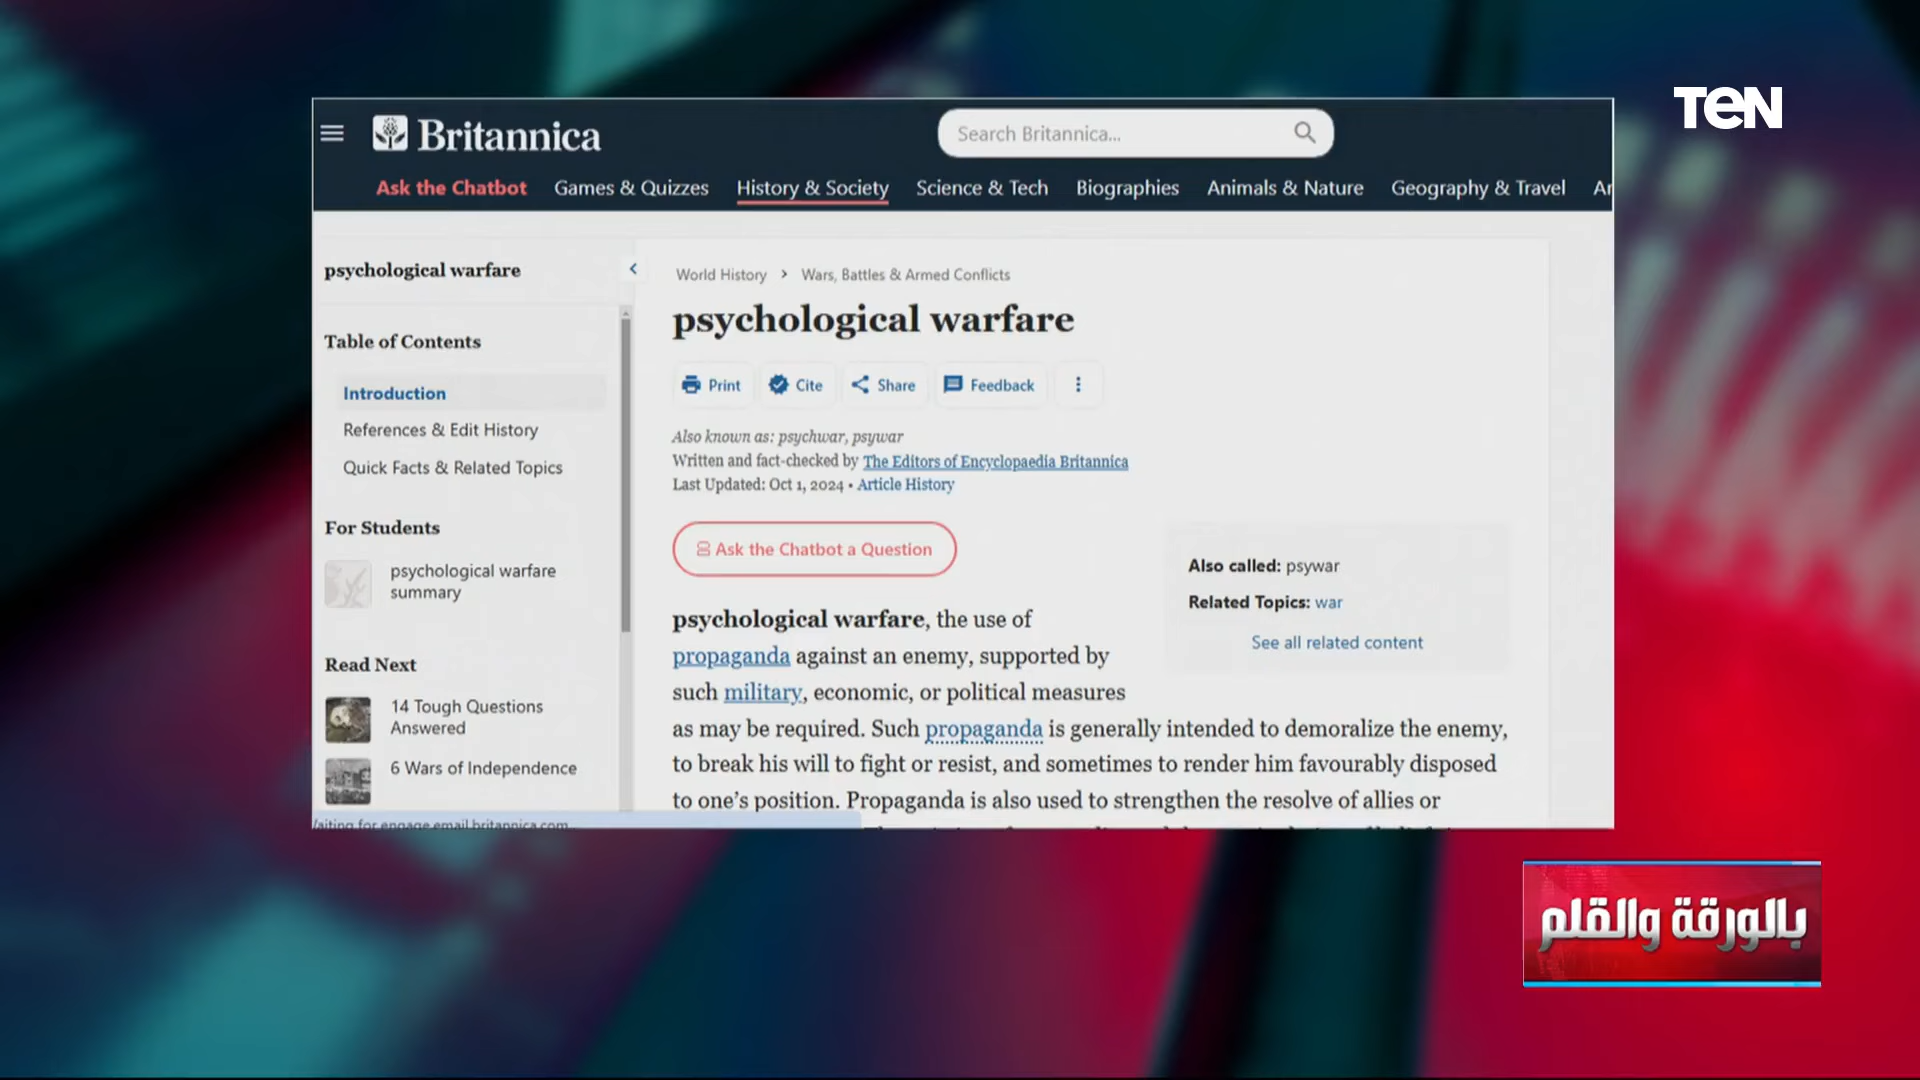 TeN
Britannica
Search Britannica...
Ask the Chatbot Games & Quizzes History & Society Science & Tech Biographies Animals & Nature Geography & Travel
psychological warfare
Table of Contents
Introduction
References & Edit History
Quick Facts & Related Topics
For Students
psychological warfare
summary
Read Next
14 Tough Questions
Answered
6 Wars of Independence
World History > Wars, Battles & Armed Conflicts
psychological warfare
Print Cite Share Feedback
Also known as: psychwar, psywar
Written and fact-checked by The Editors of Encyclopaedia Britannica
Last Updated: Oct 1, 2024 • Article History
Ask the Chatbot a Question
Also called: psywar
Related Topics: war
See all related content
psychological warfare, the use of
propaganda against an enemy, supported by
such military, economic, or political measures
as may be required. Such propaganda is generally intended to demoralize the enemy,
to break his will to fight or resist, and sometimes to render him favourably disposed
to one's position. Propaganda is also used to strengthen the resolve of allies or
for engage.email.britannica.com...
بالورقة والقلم